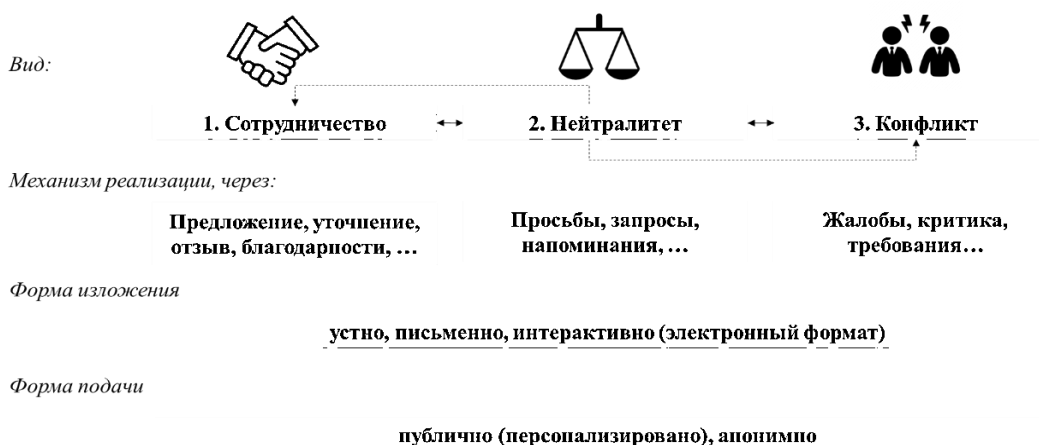 Вид:
1. Сотрудничество
2. Нейтралитет
3. Конфликт
Механизм реализации, через:
Предложение, уточнение,
отзыв, благодарности, …
Просьбы, запросы,
напоминания, …
Жалобы, критика,
требования…
Форма изложения
устно, письменно, интерактивно (электронный формат)
Форма подачи
публично (персонализировано), анонимно